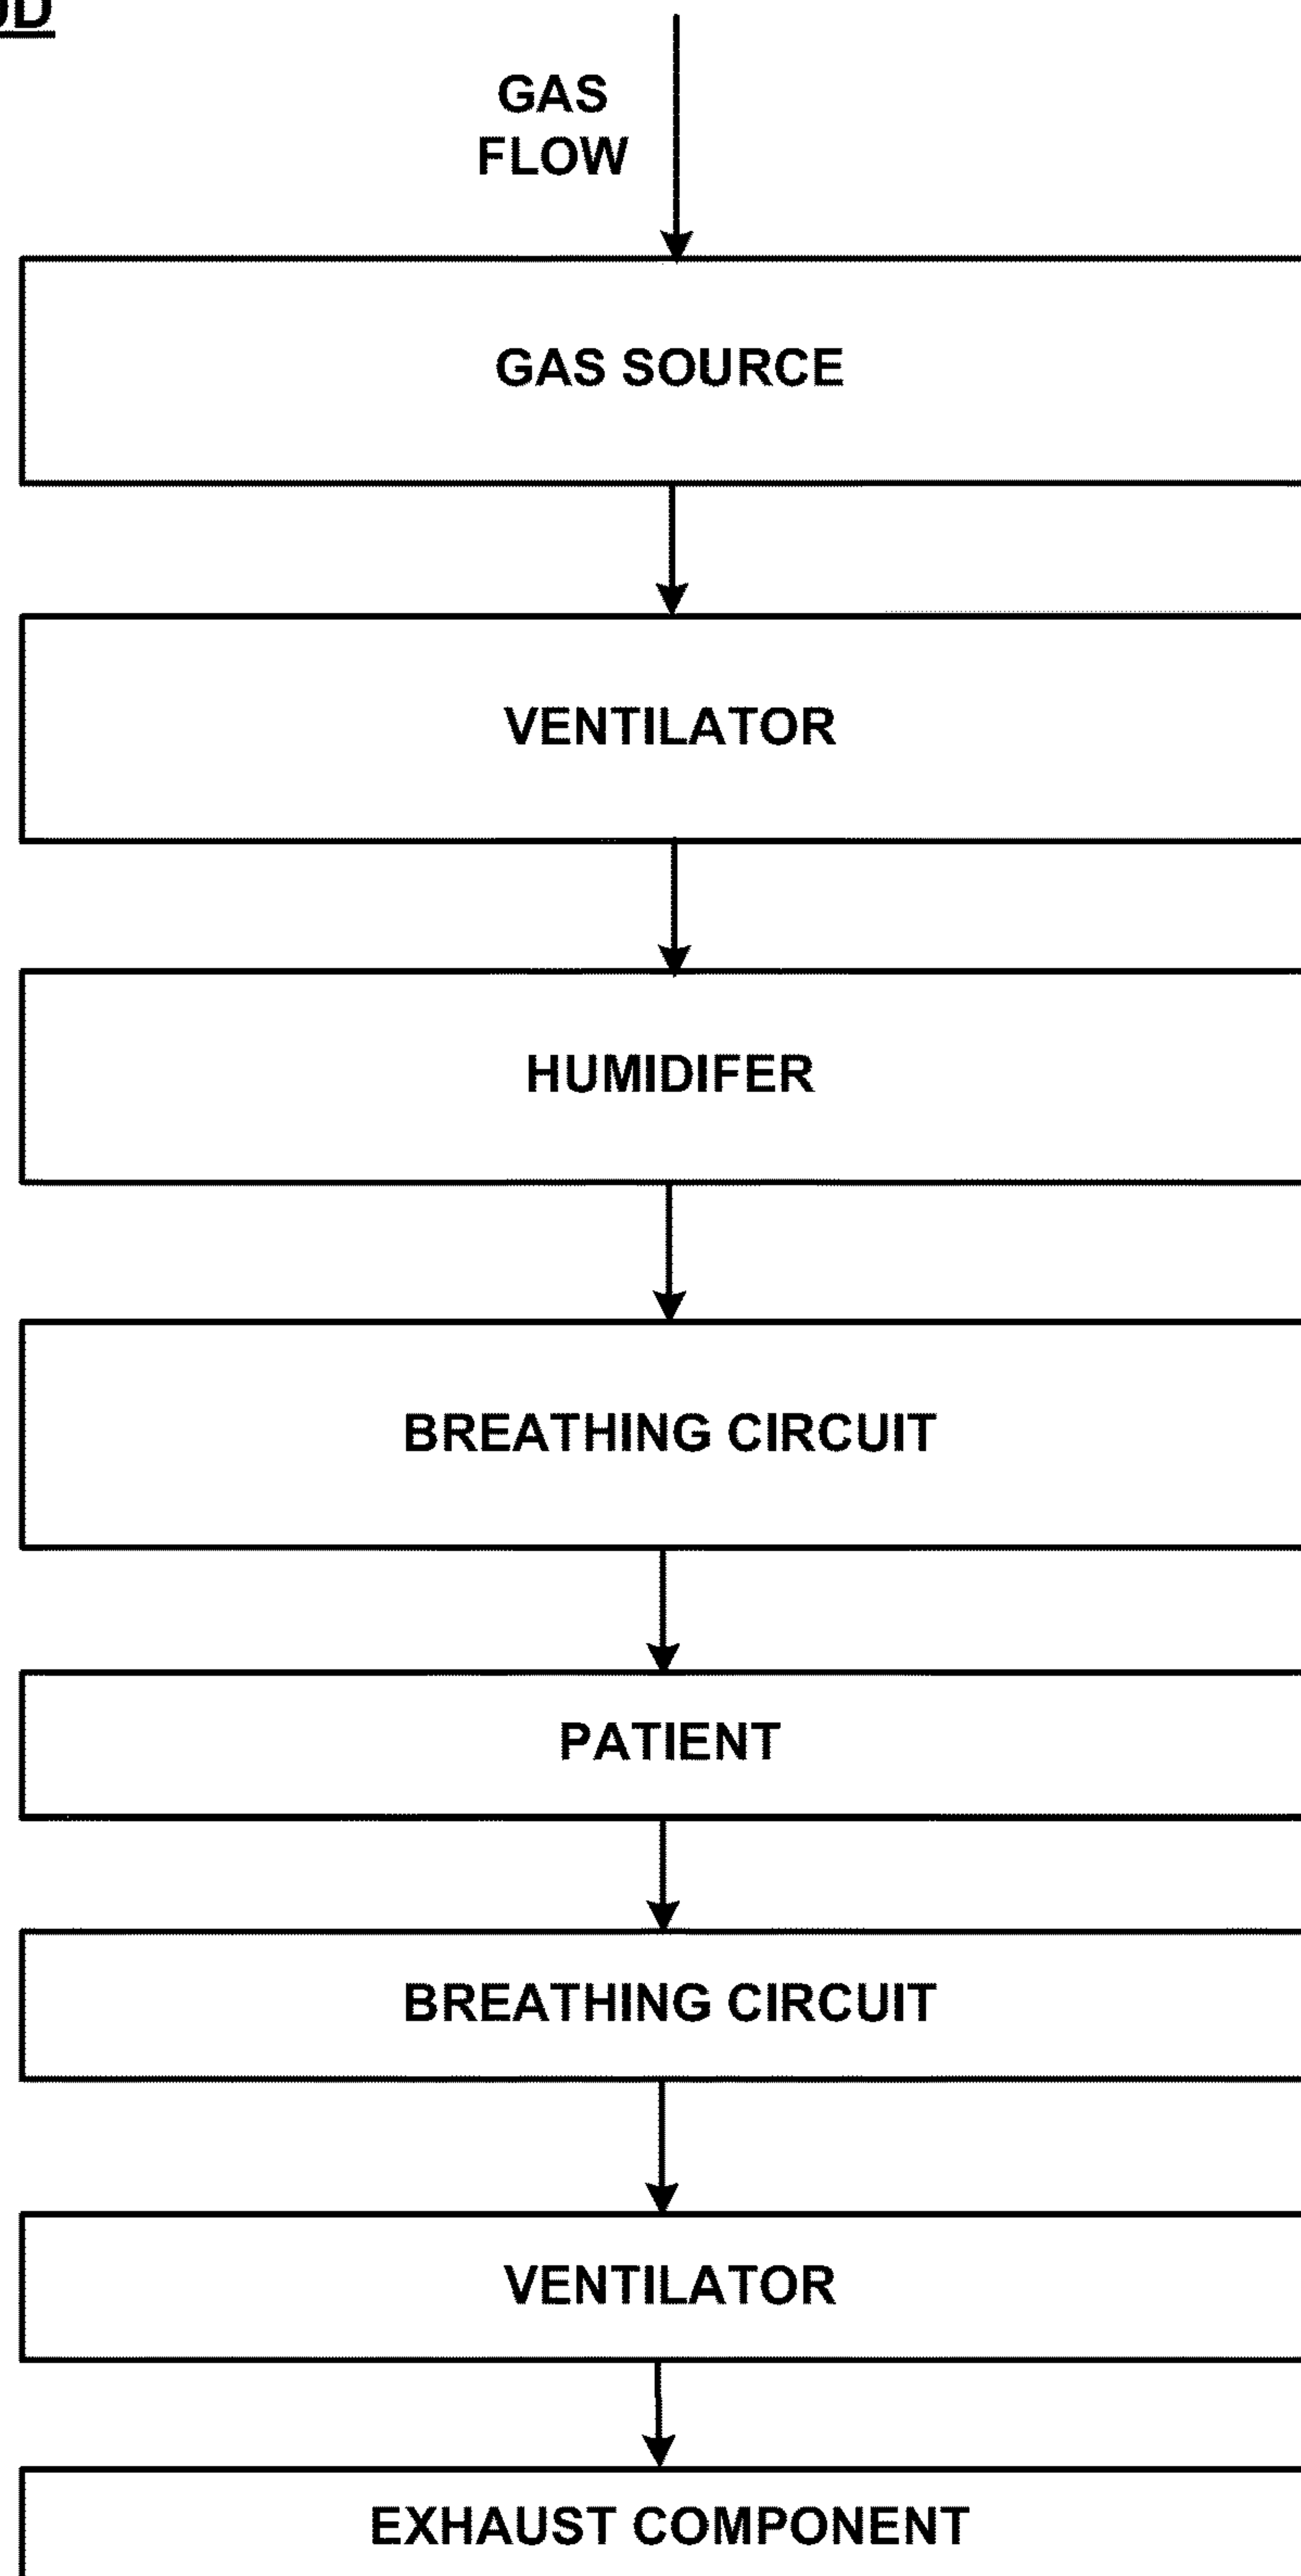 GAS
FLOW
GAS SOURCE
VENTILATOR
HUMIDIFER
BREATHING CIRCUIT
PATIENT
BREATHING CIRCUIT
VENTILATOR
EXHAUST COMPONENT